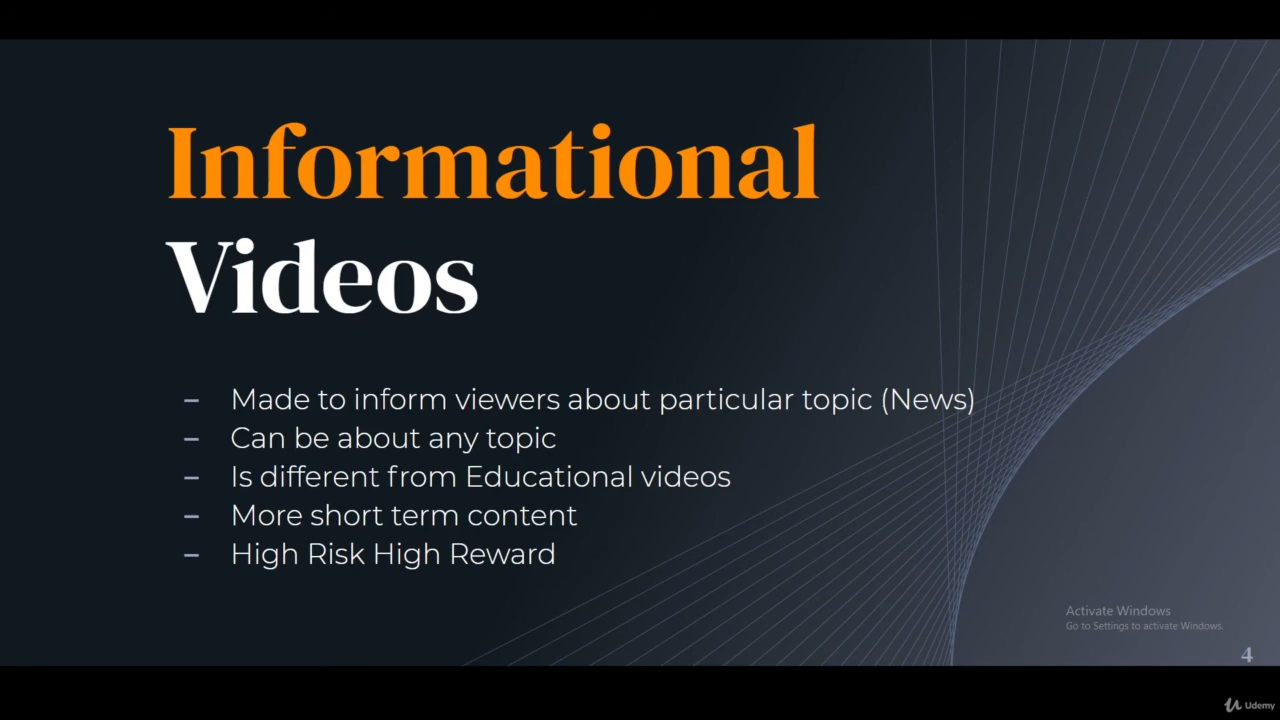 Informational
Videos
– Made to inform viewers about particular topic (News)
– Can be about any topic
– Is different from Educational videos
– More short term content
– High Risk High Reward
Activate Windows
Go to Settings to activate Windows.
4
Udemy